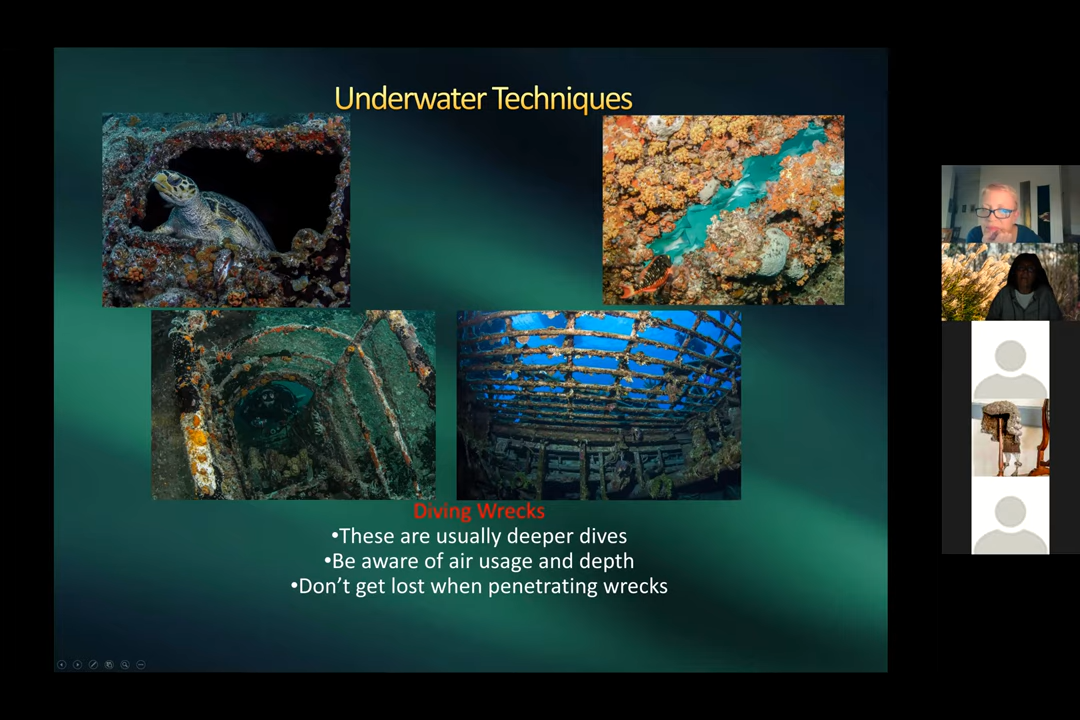 Underwater Techniques
Diving Wrecks
•These are usually deeper dives
•Be aware of air usage and depth
•Don’t get lost when penetrating wrecks